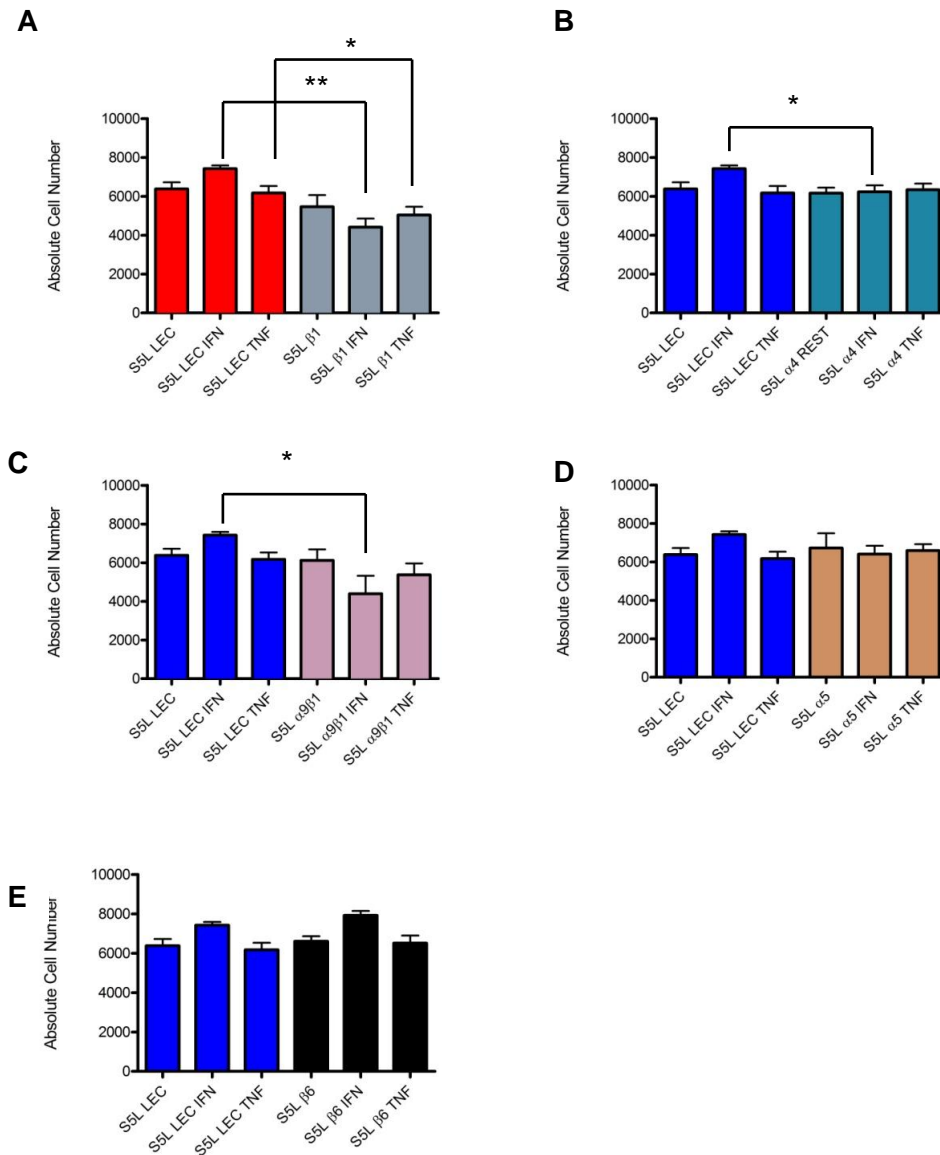 A
*
**
Absolute Cell Number
10000
8000
6000
4000
2000
0
S5L LEC
S5L LEC IFN
S5L LEC TNF
S5L β1
S5L β1 IFN
S5L β1 TNF
B
*
Absolute Cell Number
10000
8000
6000
4000
2000
0
S5L LEC
S5L LEC IFN
S5L LEC TNF
S5L α4 REST
S5L α4 IFN
S5L α4 TNF
C
*
Absolute Cell Number
10000
8000
6000
4000
2000
0
S5L LEC
S5L LEC IFN
S5L LEC TNF
S5L α9β1
S5L α9β1 IFN
S5L α9β1 TNF
D
Absolute Cell Number
10000
8000
6000
4000
2000
0
S5L LEC
S5L LEC IFN
S5L LEC TNF
S5L α5
S5L α5 IFN
S5L α5 TNF
E
Absolute Cell Number
10000
8000
6000
4000
2000
0
S5L LEC
S5L LEC IFN
S5L LEC TNF
S5L β6
S5L β6 IFN
S5L β6 TNF